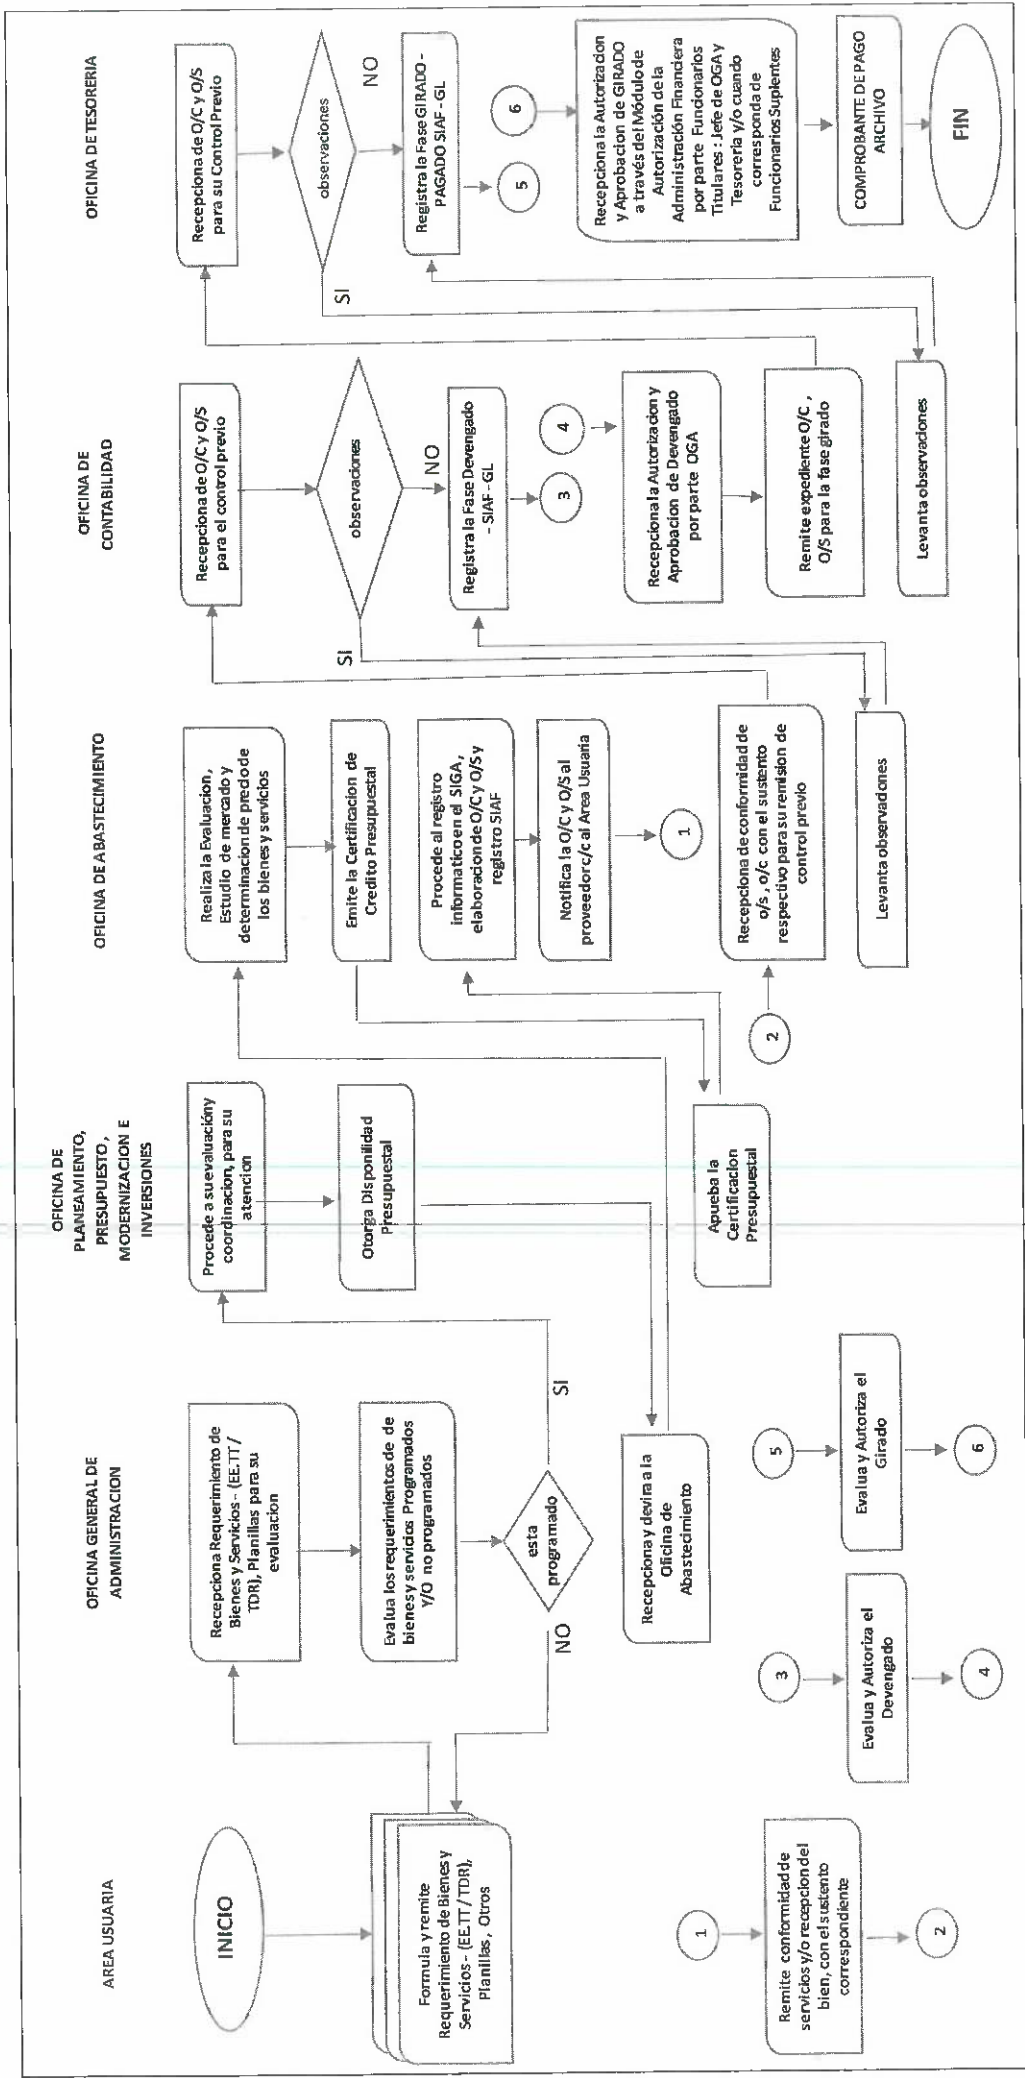 AREA USUARIA
INICIO
Formula y remite
Requerimiento de Bienes y
Servicios - (EE.TT / TDR),
Planillas, Otros
1
Remite conformidad de
servicios y/o recepcion del
bien, con el sustento
correspondiente
2
OFICINA GENERAL DE
ADMINISTRACION
Recepciona Requerimiento de
Bienes y Servicios - (EE.TT /
TDR), Planillas para su
evaluacion
Evalua los requerimientos de de
bienes y servicios Programados
Y/O no programados
esta
programado
NO
SI
Recepciona y devira a la
Oficina de
Abastecimiento
3
Evalua y Autoriza el
Devengado
4
5
Evalua y Autoriza el
Girado
6
OFICINA DE
PLANEAMIENTO,
PRESUPUESTO,
MODERNIZACION E
INVERSIONES
Procede a su evaluación y
coordinacion, para su
atencion
Otorga Disponilidad
Presupuestal
Apueba la
Certificacion
Presupuestal
OFICINA DE ABASTECIMIENTO
Realiza la Evaluacion,
Estudio de mercado y
determinacion de precio de
los bienes y servicios
Emite la Certificacion de
Credito Presupuestal
Procede al registro
informatico en el SIGA,
elaboracion de O/C y O/S y
registro SIAF
Notifica la O/C y O/S al
proveedor c/c al Area Usuaria
1
2
Recepciona de conformidad de
o/s , o/c con el sustento
respectivo para su remision de
control previo
Levanta observadones
OFICINA DE
CONTABILIDAD
Recepciona de O/C y O/S
para el control previo
observaciones
SI
NO
Registra la Fase Devengado
- SIAF - GL
3
4
Recepciona la Autorizacion y
Aprobacion de Devengado
por parte OGA
Remite expediente O/C ,
O/S para la fase girado
Levanta observaciones
OFICINA DE TESORERIA
Recepciona de O/C y O/S
para su Control Previo
observaciones
SI
NO
Registra la Fase GIRADO -
PAGADO SIAF - GL
5
6
Recepciona la Autorizacion
y Aprobacion de GIRADO
a través del Módulo de
Autorización de la
Administración Financiera
por parte Funcionarios
Titulares : Jefe de OGA y
Tesorería y/o cuando
corresponda de
Funcionarios Suplentes
COMPROBANTE DE PAGO
ARCHIVO
FIN